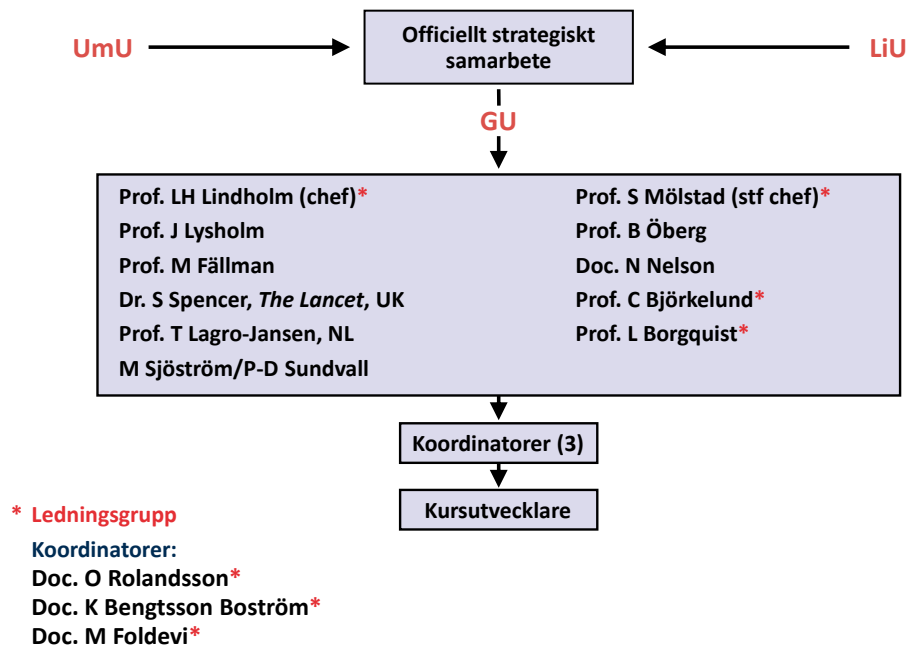 UmU
Officiellt strategiskt
samarbete
LiU
GU
Prof. LH Lindholm (chef)*
Prof. J Lysholm
Prof. M Fällman
Dr. S Spencer, The Lancet, UK
Prof. T Lagro-Jansen, NL
M Sjöström/P-D Sundvall
Prof. S Mölstad (stf chef)*
Prof. B Öberg
Doc. N Nelson
Prof. C Björkelund*
Prof. L Borgquist*
Koordinatorer (3)
Kursutvecklare
* Ledningsgrupp
Koordinatorer:
Doc. O Rolandsson*
Doc. K Bengtsson Boström*
Doc. M Foldevi*